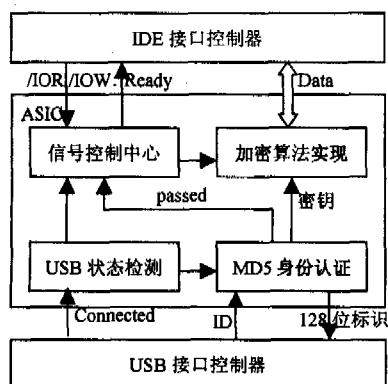 IDE 接口控制器
/IOR /IOW. Ready
Data
ASIC
信号控制中心
加密算法实现
passed
密钥
USB 状态检测
MD5 身份认证
Connected
ID
128 位标识
USB 接口控制器